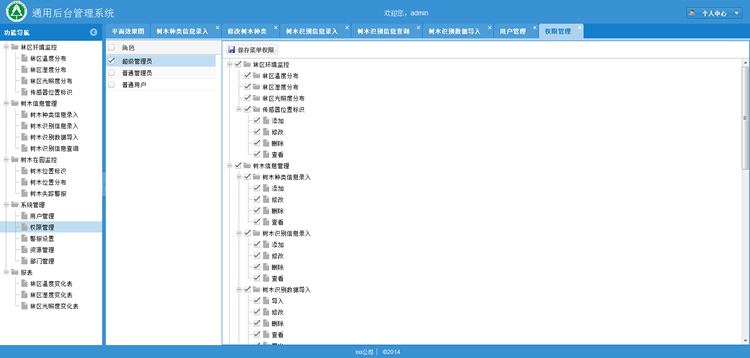 通用后台管理系统
欢迎您，admin
个人中心
功能导航
林区环境监控
林区温度分布
林区湿度分布
林区光照度分布
传感器位置标识
树木信息管理
树木种类信息录入
树木识别信息录入
树木识别数据导入
树木识别信息查询
树木在园监控
树木位置标识
树木位置分布
树木失踪警报
系统管理
用户管理
权限管理
警报设置
资源管理
部门管理
报表
林区温度变化表
林区湿度变化表
林区光照度变化表
平面效果图 树木种类信息录入 修改树木种类 树木识别信息录入 树木识别信息查询 树木识别数据导入 用户管理 权限管理
角色
超级管理员
普通管理员
普通用户
保存菜单权限
林区环境监控
林区温度分布
林区湿度分布
林区光照度分布
传感器位置标识
添加
修改
删除
查看
树木信息管理
树木种类信息录入
添加
修改
删除
查看
树木识别信息录入
添加
修改
删除
查看
树木识别数据导入
导入
修改
删除
查看
xx公司 | ©2014